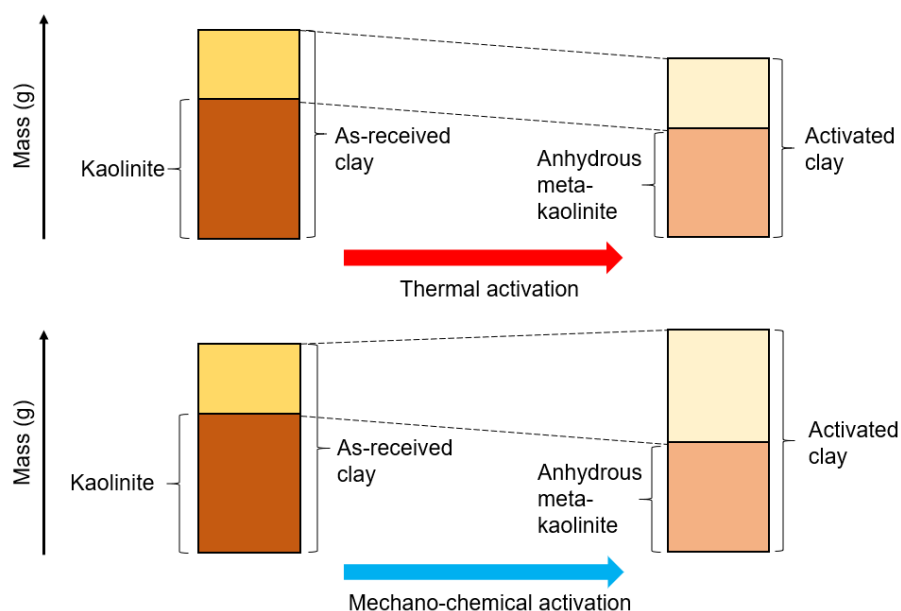 Mass (g)
Kaolinite
As-received
clay
Anhydrous
meta-
kaolinite
Activated
clay
Thermal activation
Mass (g)
Kaolinite
As-received
clay
Anhydrous
meta-
kaolinite
Activated
clay
Mechano-chemical activation